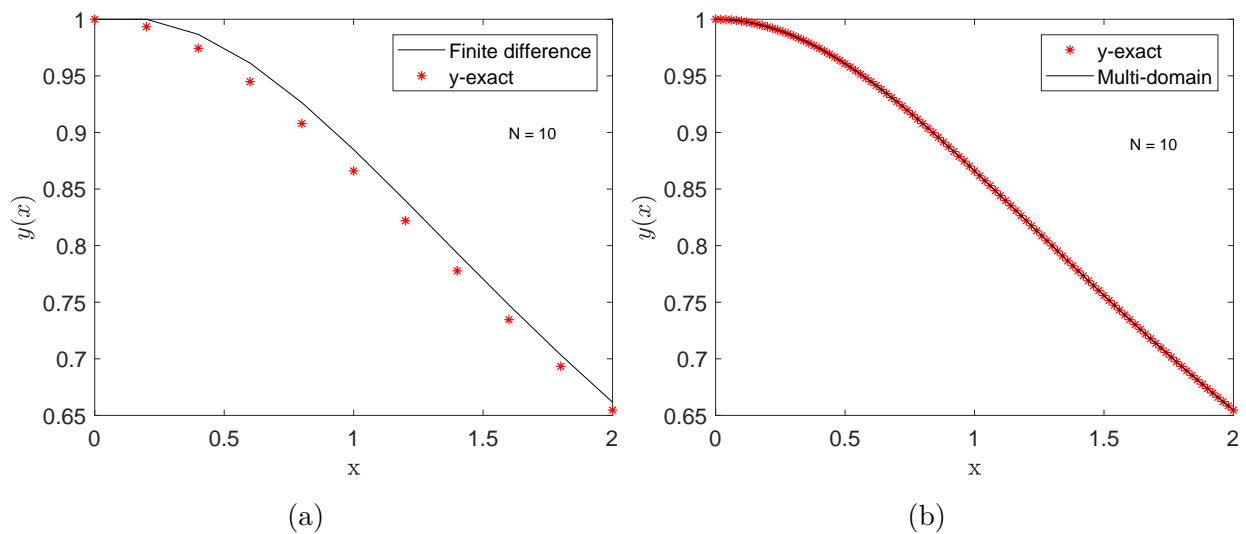 1
0.95
0.9
0.85
0.8
0.75
0.7
0.65
y(x)
Finite difference
y-exact
N = 10
0 0.5 1 1.5 2
x
(a)
1
0.95
0.9
0.85
0.8
0.75
0.7
0.65
y(x)
y-exact
Multi-domain
N = 10
0 0.5 1 1.5 2
x
(b)